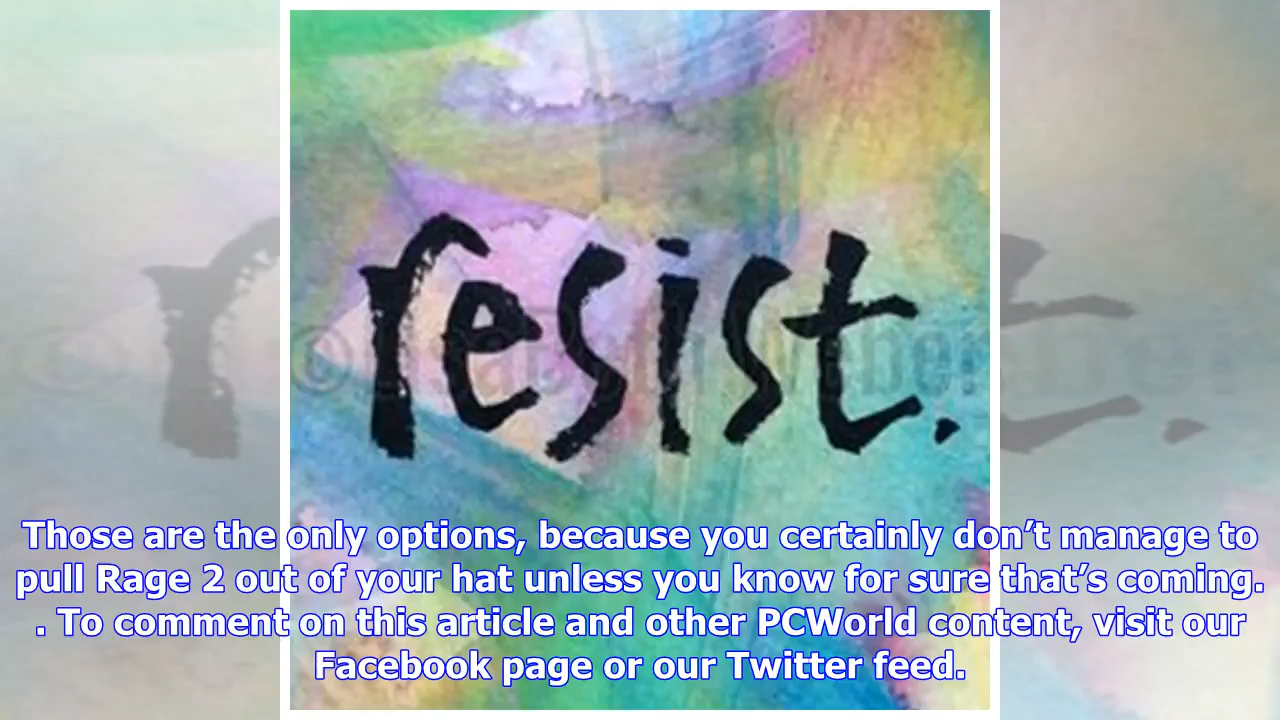 resist.
Those are the only options, because you certainly don’t manage to
pull Rage 2 out of your hat unless you know for sure that’s coming.
. To comment on this article and other PCWorld content, visit our
Facebook page or our Twitter feed.